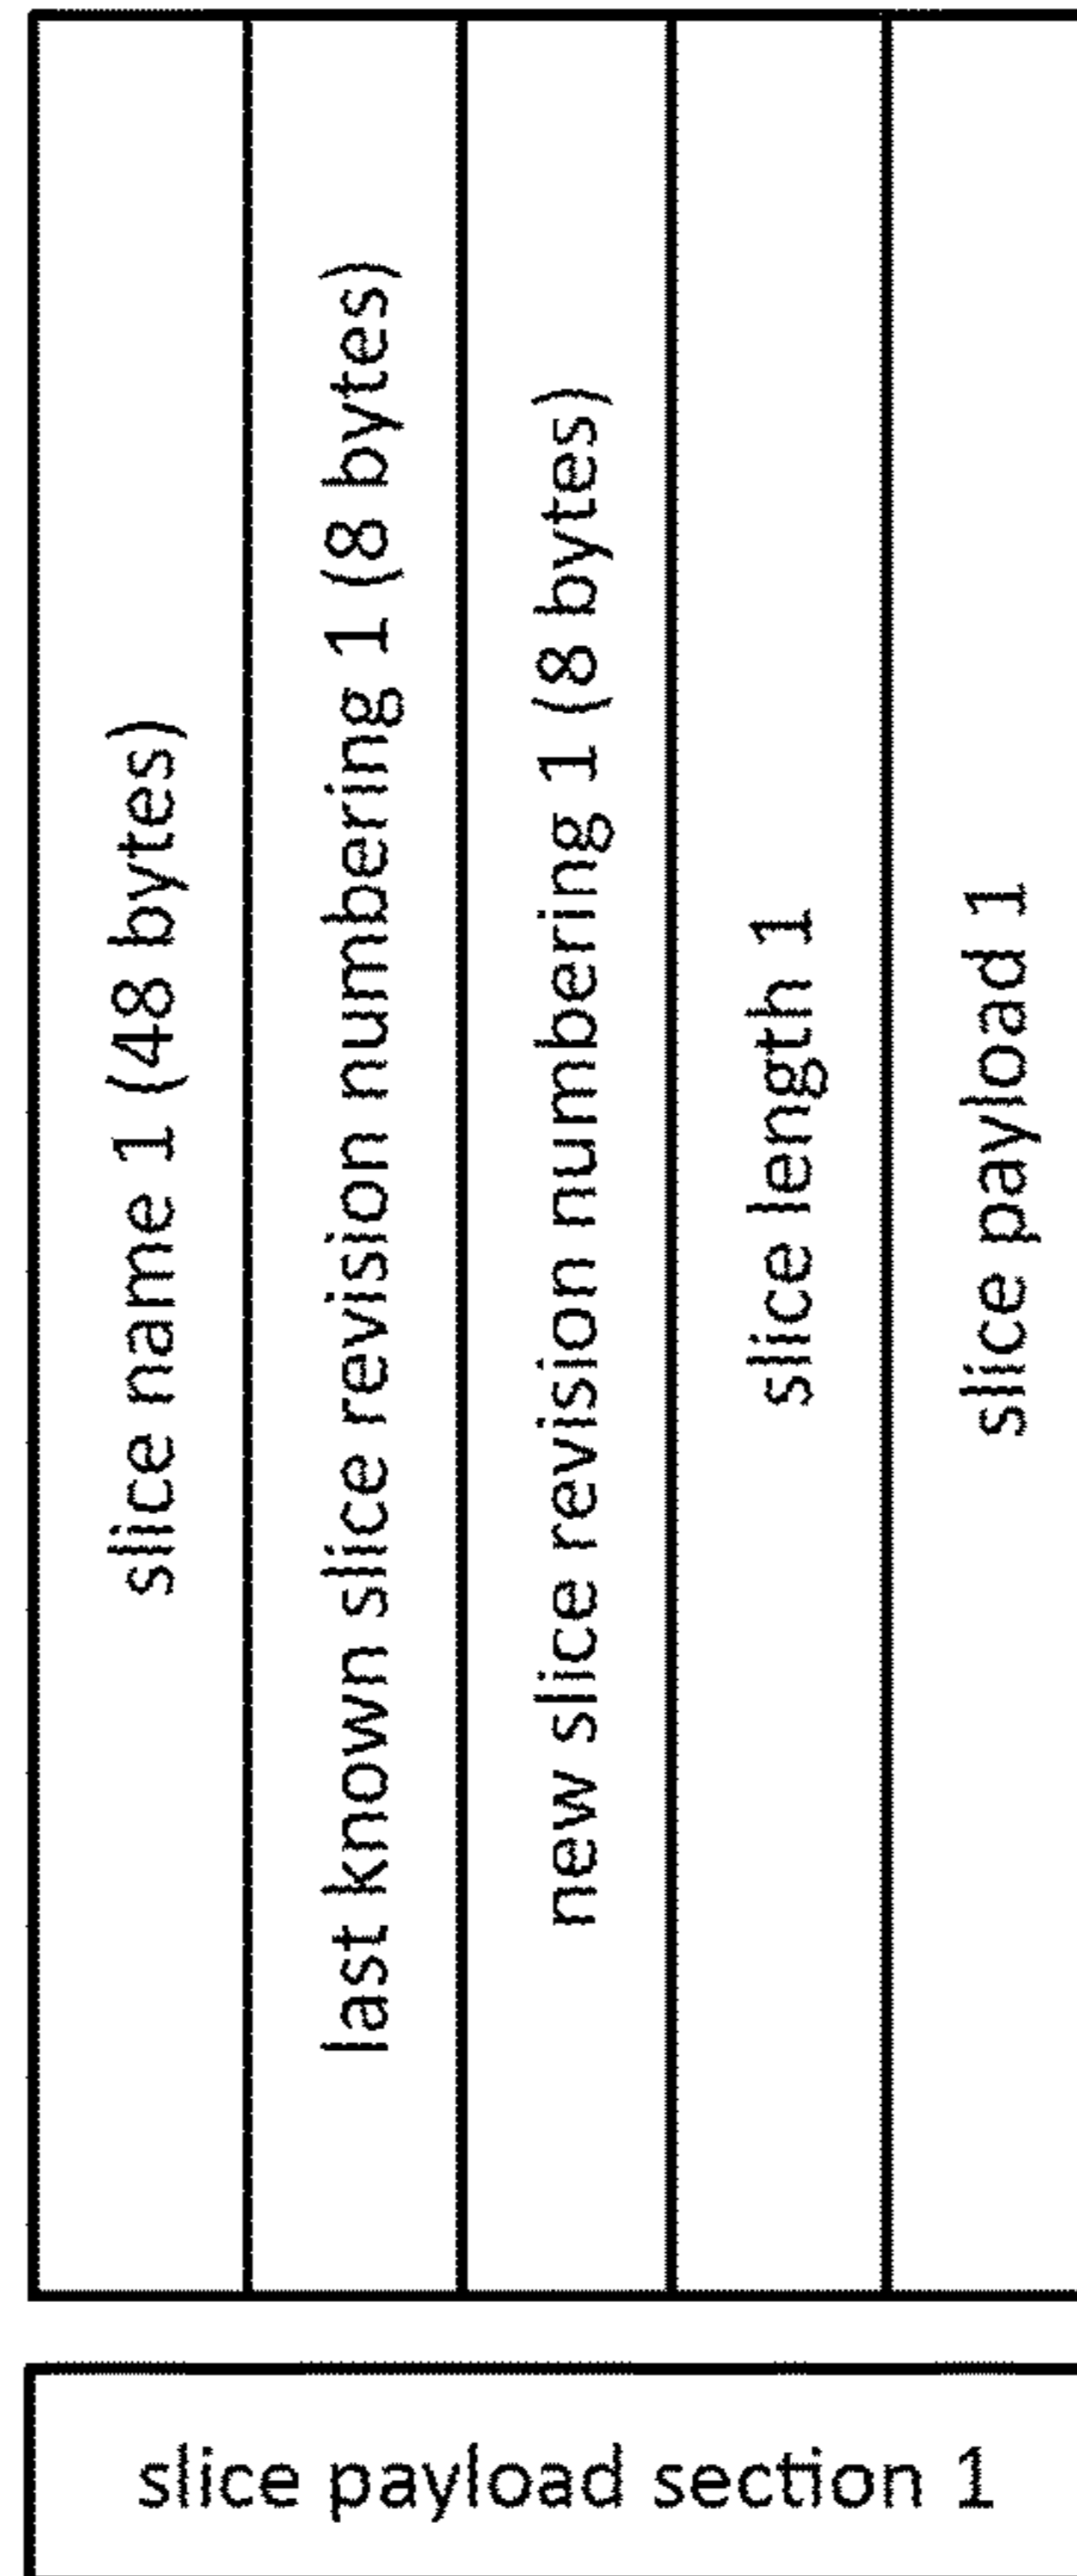 slice name 1 (48 bytes)
last known slice revision numbering 1 (8 bytes)
new slice revision numbering 1 (8 bytes)
slice length 1
slice payload 1
slice payload section 1